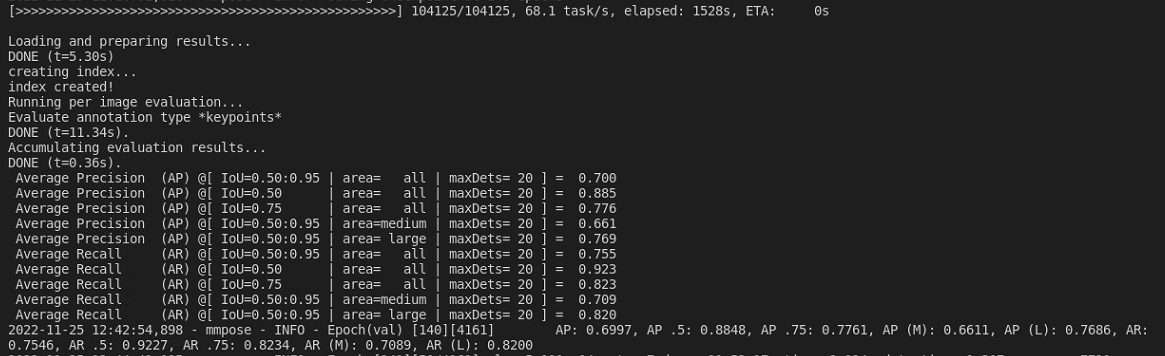 [>>>>>>>>>>>>>>>>>>>>>>>>>>>>>>>>>>>>>>>>>>>>>>>>>>] 104125/104125, 68.1 task/s, elapsed: 1528s, ETA:     0s
Loading and preparing results...
DONE (t=5.30s)
creating index...
index created!
Running per image evaluation...
Evaluate annotation type *keypoints*
DONE (t=11.34s).
Accumulating evaluation results...
DONE (t=0.36s).
 Average Precision  (AP) @[ IoU=0.50:0.95 | area=   all | maxDets= 20 ] =  0.700
 Average Precision  (AP) @[ IoU=0.50      | area=   all | maxDets= 20 ] =  0.885
 Average Precision  (AP) @[ IoU=0.75      | area=   all | maxDets= 20 ] =  0.776
 Average Precision  (AP) @[ IoU=0.50:0.95 | area=medium | maxDets= 20 ] =  0.661
 Average Precision  (AP) @[ IoU=0.50:0.95 | area= large | maxDets= 20 ] =  0.769
 Average Recall     (AR) @[ IoU=0.50:0.95 | area=   all | maxDets= 20 ] =  0.755
 Average Recall     (AR) @[ IoU=0.50      | area=   all | maxDets= 20 ] =  0.923
 Average Recall     (AR) @[ IoU=0.75      | area=   all | maxDets= 20 ] =  0.823
 Average Recall     (AR) @[ IoU=0.50:0.95 | area=medium | maxDets= 20 ] =  0.709
 Average Recall     (AR) @[ IoU=0.50:0.95 | area= large | maxDets= 20 ] =  0.820
2022-11-25 12:42:54,898 - mmpose - INFO - Epoch(val) [140][4161]        AP: 0.6997, AP .5: 0.8848, AP .75: 0.7761, AP (M): 0.6611, AP (L): 0.7686, AR:
0.7546, AR .5: 0.9227, AR .75: 0.8234, AR (M): 0.7089, AR (L): 0.8200